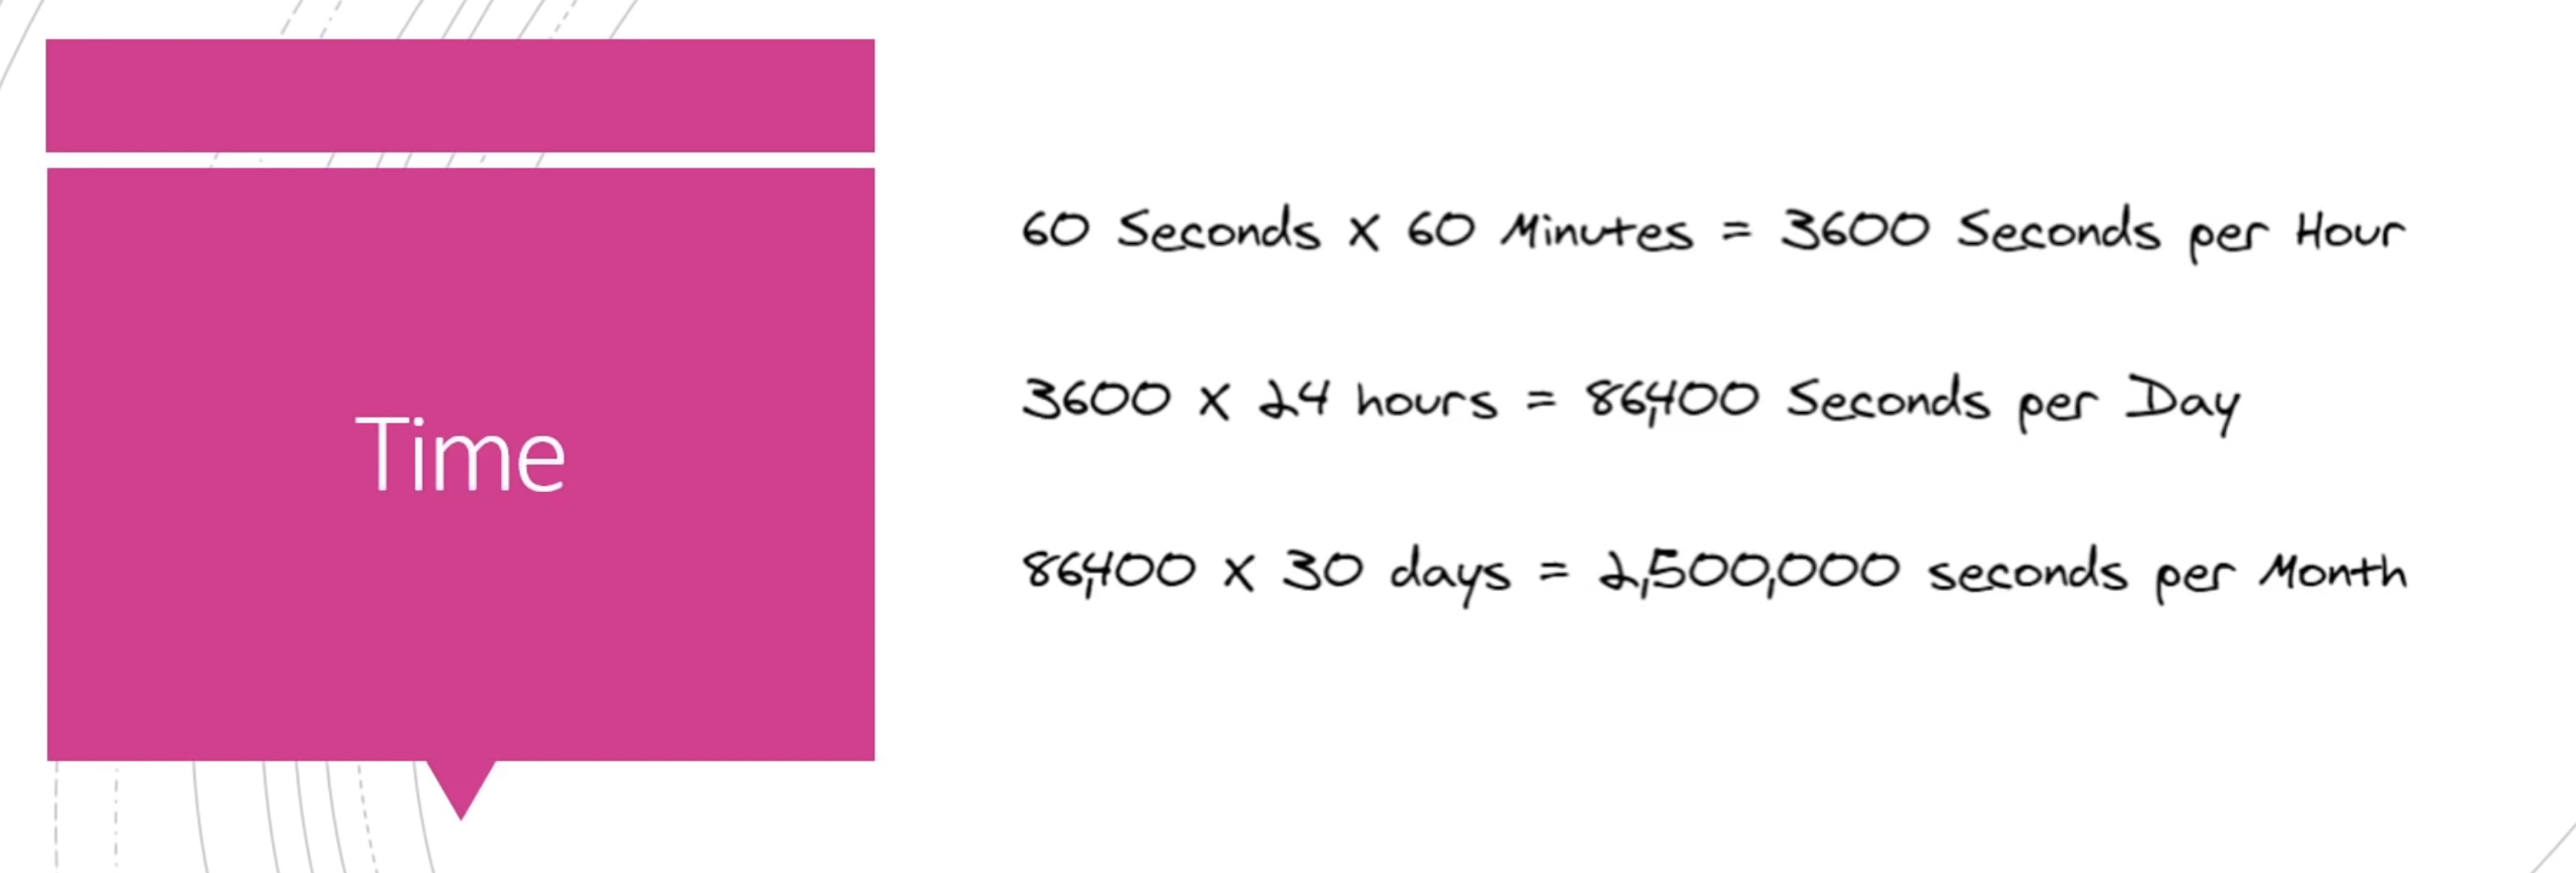 Time
60 Seconds x 60 Minutes = 3600 Seconds per Hour
3600 x 24 hours = 86,400 Seconds per Day
86,400 x 30 days = 2,500,000 seconds per Month